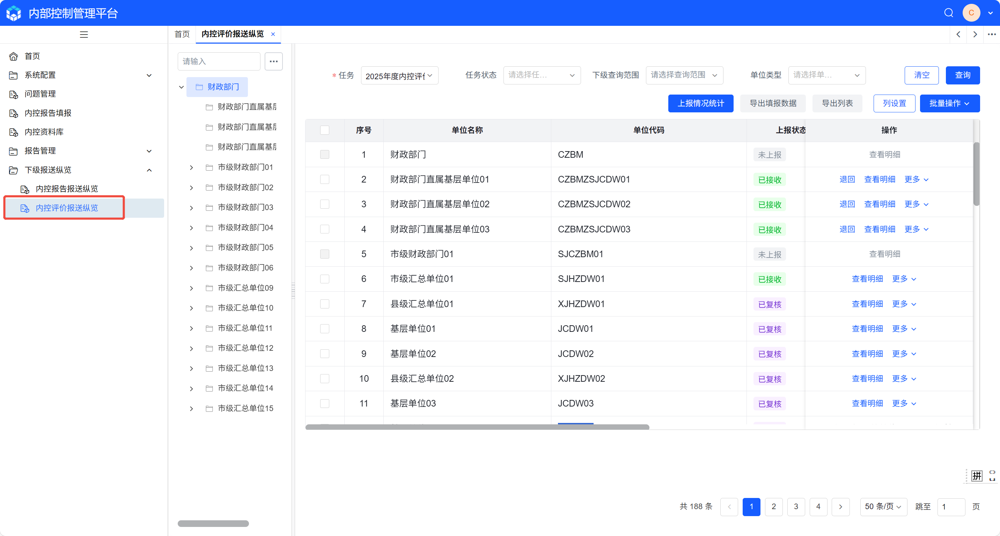 内部控制管理平台
C
首页
内控评价报送纵览 ×
首页
系统配置
问题管理
内控报告填报
内控资料库
报告管理
下级报送纵览
内控报告报送纵览
内控评价报送纵览
请输入
财政部门
财政部门直属基层
财政部门直属基层
财政部门直属基层
市级财政部门01
市级财政部门02
市级财政部门03
市级财政部门04
市级财政部门05
市级财政部门06
市级汇总单位09
市级汇总单位10
市级汇总单位11
市级汇总单位12
市级汇总单位13
市级汇总单位14
市级汇总单位15
* 任务 2025年度内控评价 任务状态 请选择任... 下级查询范围 请选择查询范围 单位类型 请选择单... 清空 查询
上报情况统计 导出填报数据 导出列表 列设置 批量操作
序号 单位名称 单位代码 上报状态 操作
1 财政部门 CZBM 未上报 查看明细
2 财政部门直属基层单位01 CZBMZSJCDW01 已接收 退回 查看明细 更多
3 财政部门直属基层单位02 CZBMZSJCDW02 已接收 退回 查看明细 更多
4 财政部门直属基层单位03 CZBMZSJCDW03 已接收 退回 查看明细 更多
5 市级财政部门01 SJCZBM01 未上报 查看明细
6 市级汇总单位01 SJHZDW01 已接收 查看明细 更多
7 县级汇总单位01 XJHZDW01 已复核 查看明细 更多
8 基层单位01 JCDW01 已复核 查看明细 更多
9 基层单位02 JCDW02 已复核 查看明细 更多
10 县级汇总单位02 XJHZDW02 已复核 查看明细 更多
11 基层单位03 JCDW03 已复核 查看明细 更多
拼
共 188 条 1 2 3 4 50 条/页 跳至 1 页